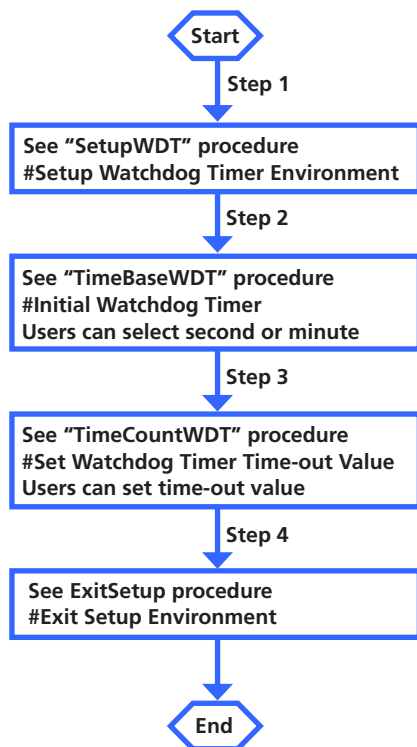 Start
Step 1
See “SetupWDT” procedure
#Setup Watchdog Timer Environment
Step 2
See “TimeBaseWDT” procedure
#Initial Watchdog Timer
Users can select second or minute
Step 3
See “TimeCountWDT” procedure
#Set Watchdog Timer Time-out Value
Users can set time-out value
Step 4
See ExitSetup procedure
#Exit Setup Environment
End